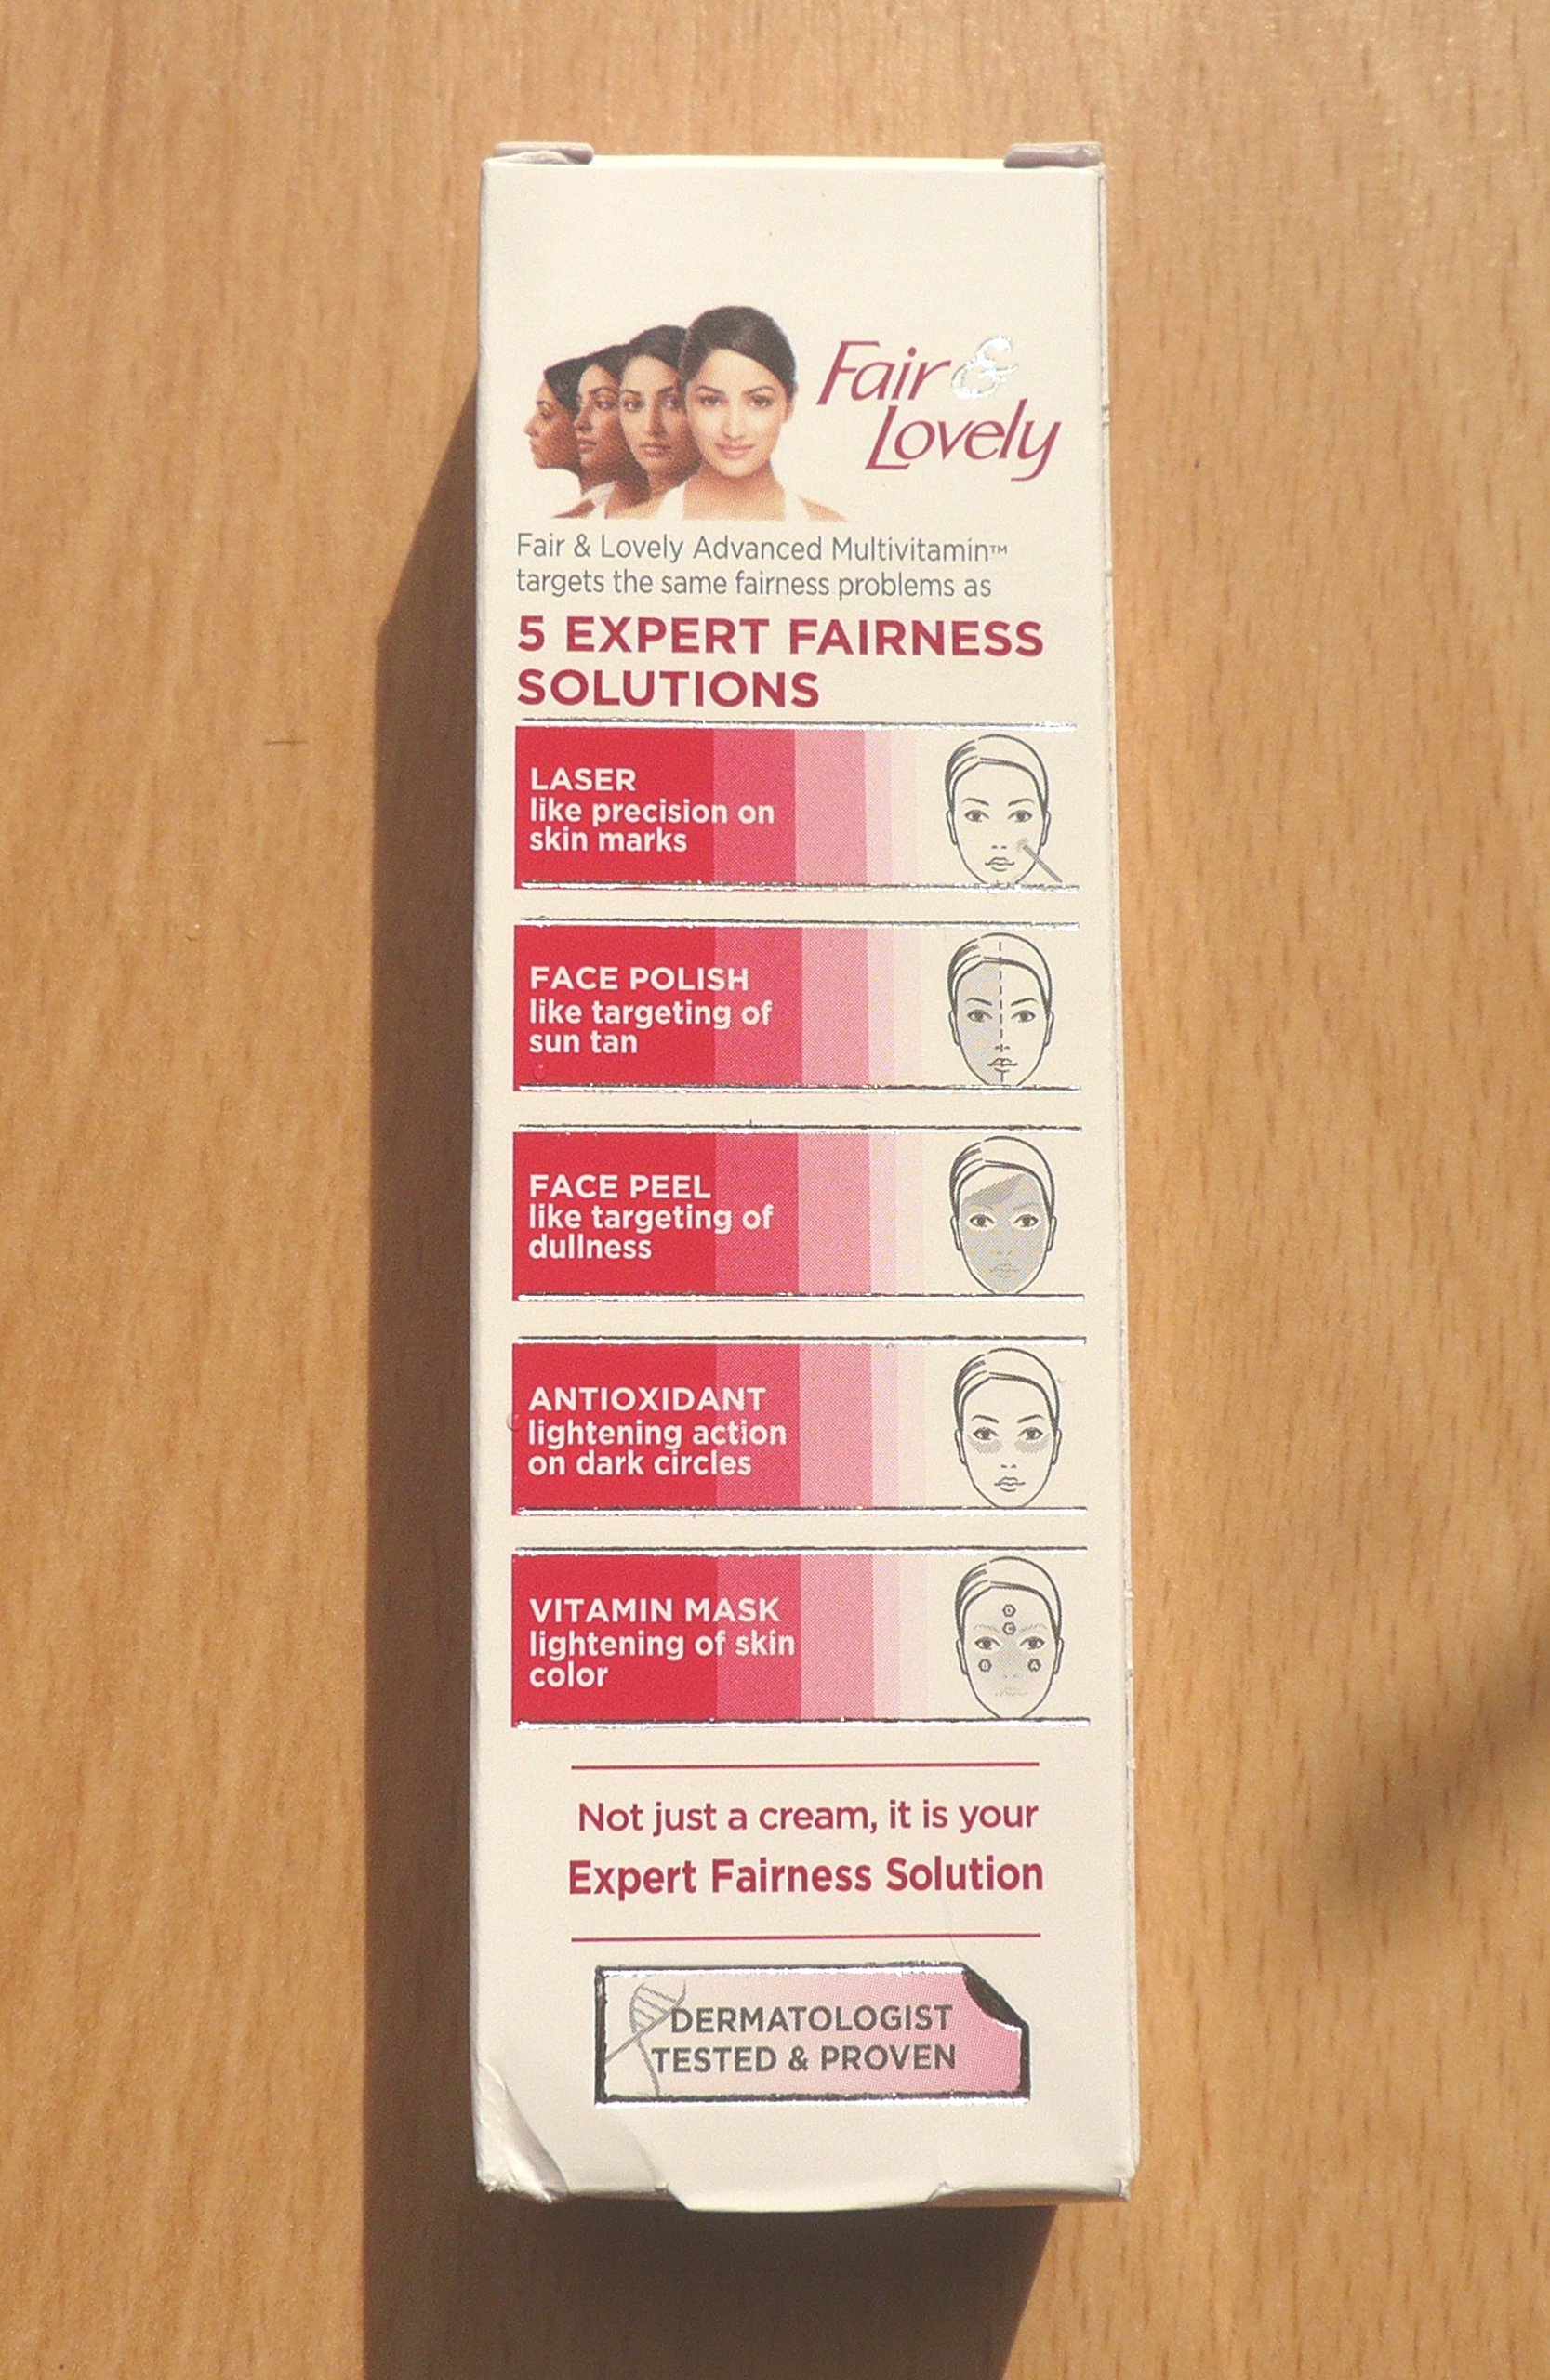 Fair &
Lovely
Fair & Lovely Advanced Multivitamin™
targets the same fairness problems as
5 EXPERT FAIRNESS
SOLUTIONS
LASER
like precision on
skin marks
FACE POLISH
like targeting of
sun tan
FACE PEEL
like targeting of
dullness
ANTIOXIDANT
lightening action
on dark circles
VITAMIN MASK
lightening of skin
color
Not just a cream, it is your
Expert Fairness Solution
DERMATOLOGIST
TESTED & PROVEN